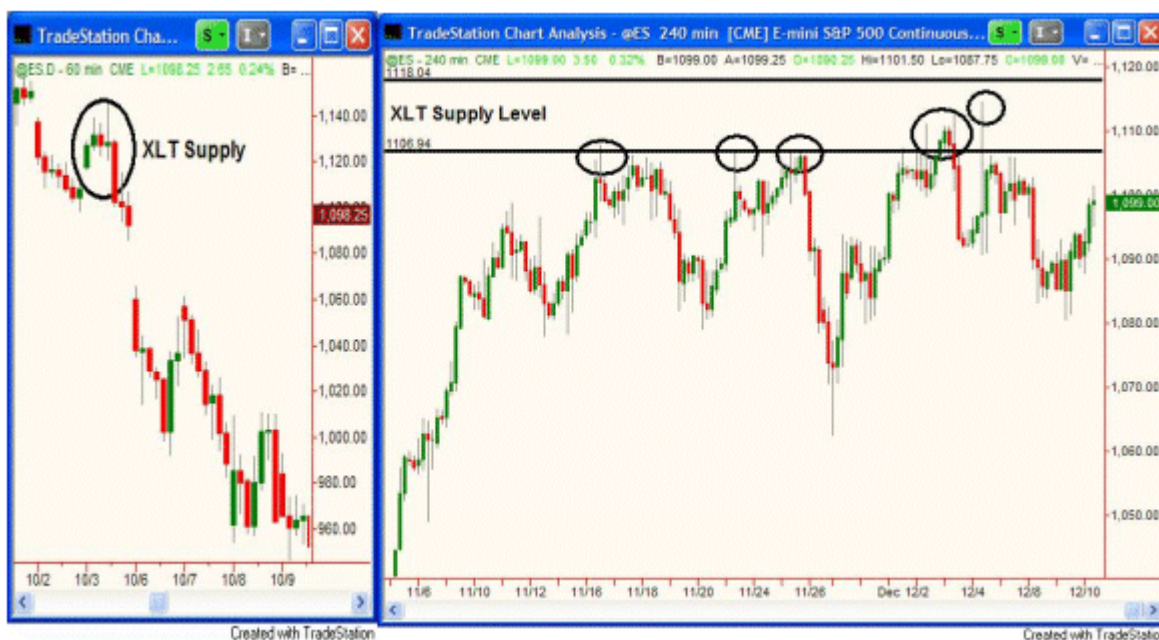 TradeStation Cha...
@ES.D - 60 min CME L=1098.25 2.65 0.24% B= ...
XLT Supply
1,140.00
1,120.00
1,098.25
1,080.00
1,060.00
1,040.00
1,020.00
1,000.00
980.00
960.00
10/2 10/3 10/6 10/7 10/8 10/9
Created with TradeStation
TradeStation Chart Analysis - @ES 240 min [CME] E-mini S&P 500 Continuous...
@ES - 240 min CME L=1099.00 3.50 0.32% B=1099.00 A=1099.25 O=1090.25 Hi=1101.50 Lo=1087.75 C=1099.00 V= ...
1118.04
XLT Supply Level
1106.94
1,120.00
1,110.00
1,099.00
1,090.00
1,080.00
1,070.00
1,060.00
1,050.00
11/6 11/10 11/12 11/16 11/18 11/20 11/24 11/26 Dec 12/2 12/4 12/8 12/10
Created with TradeStation